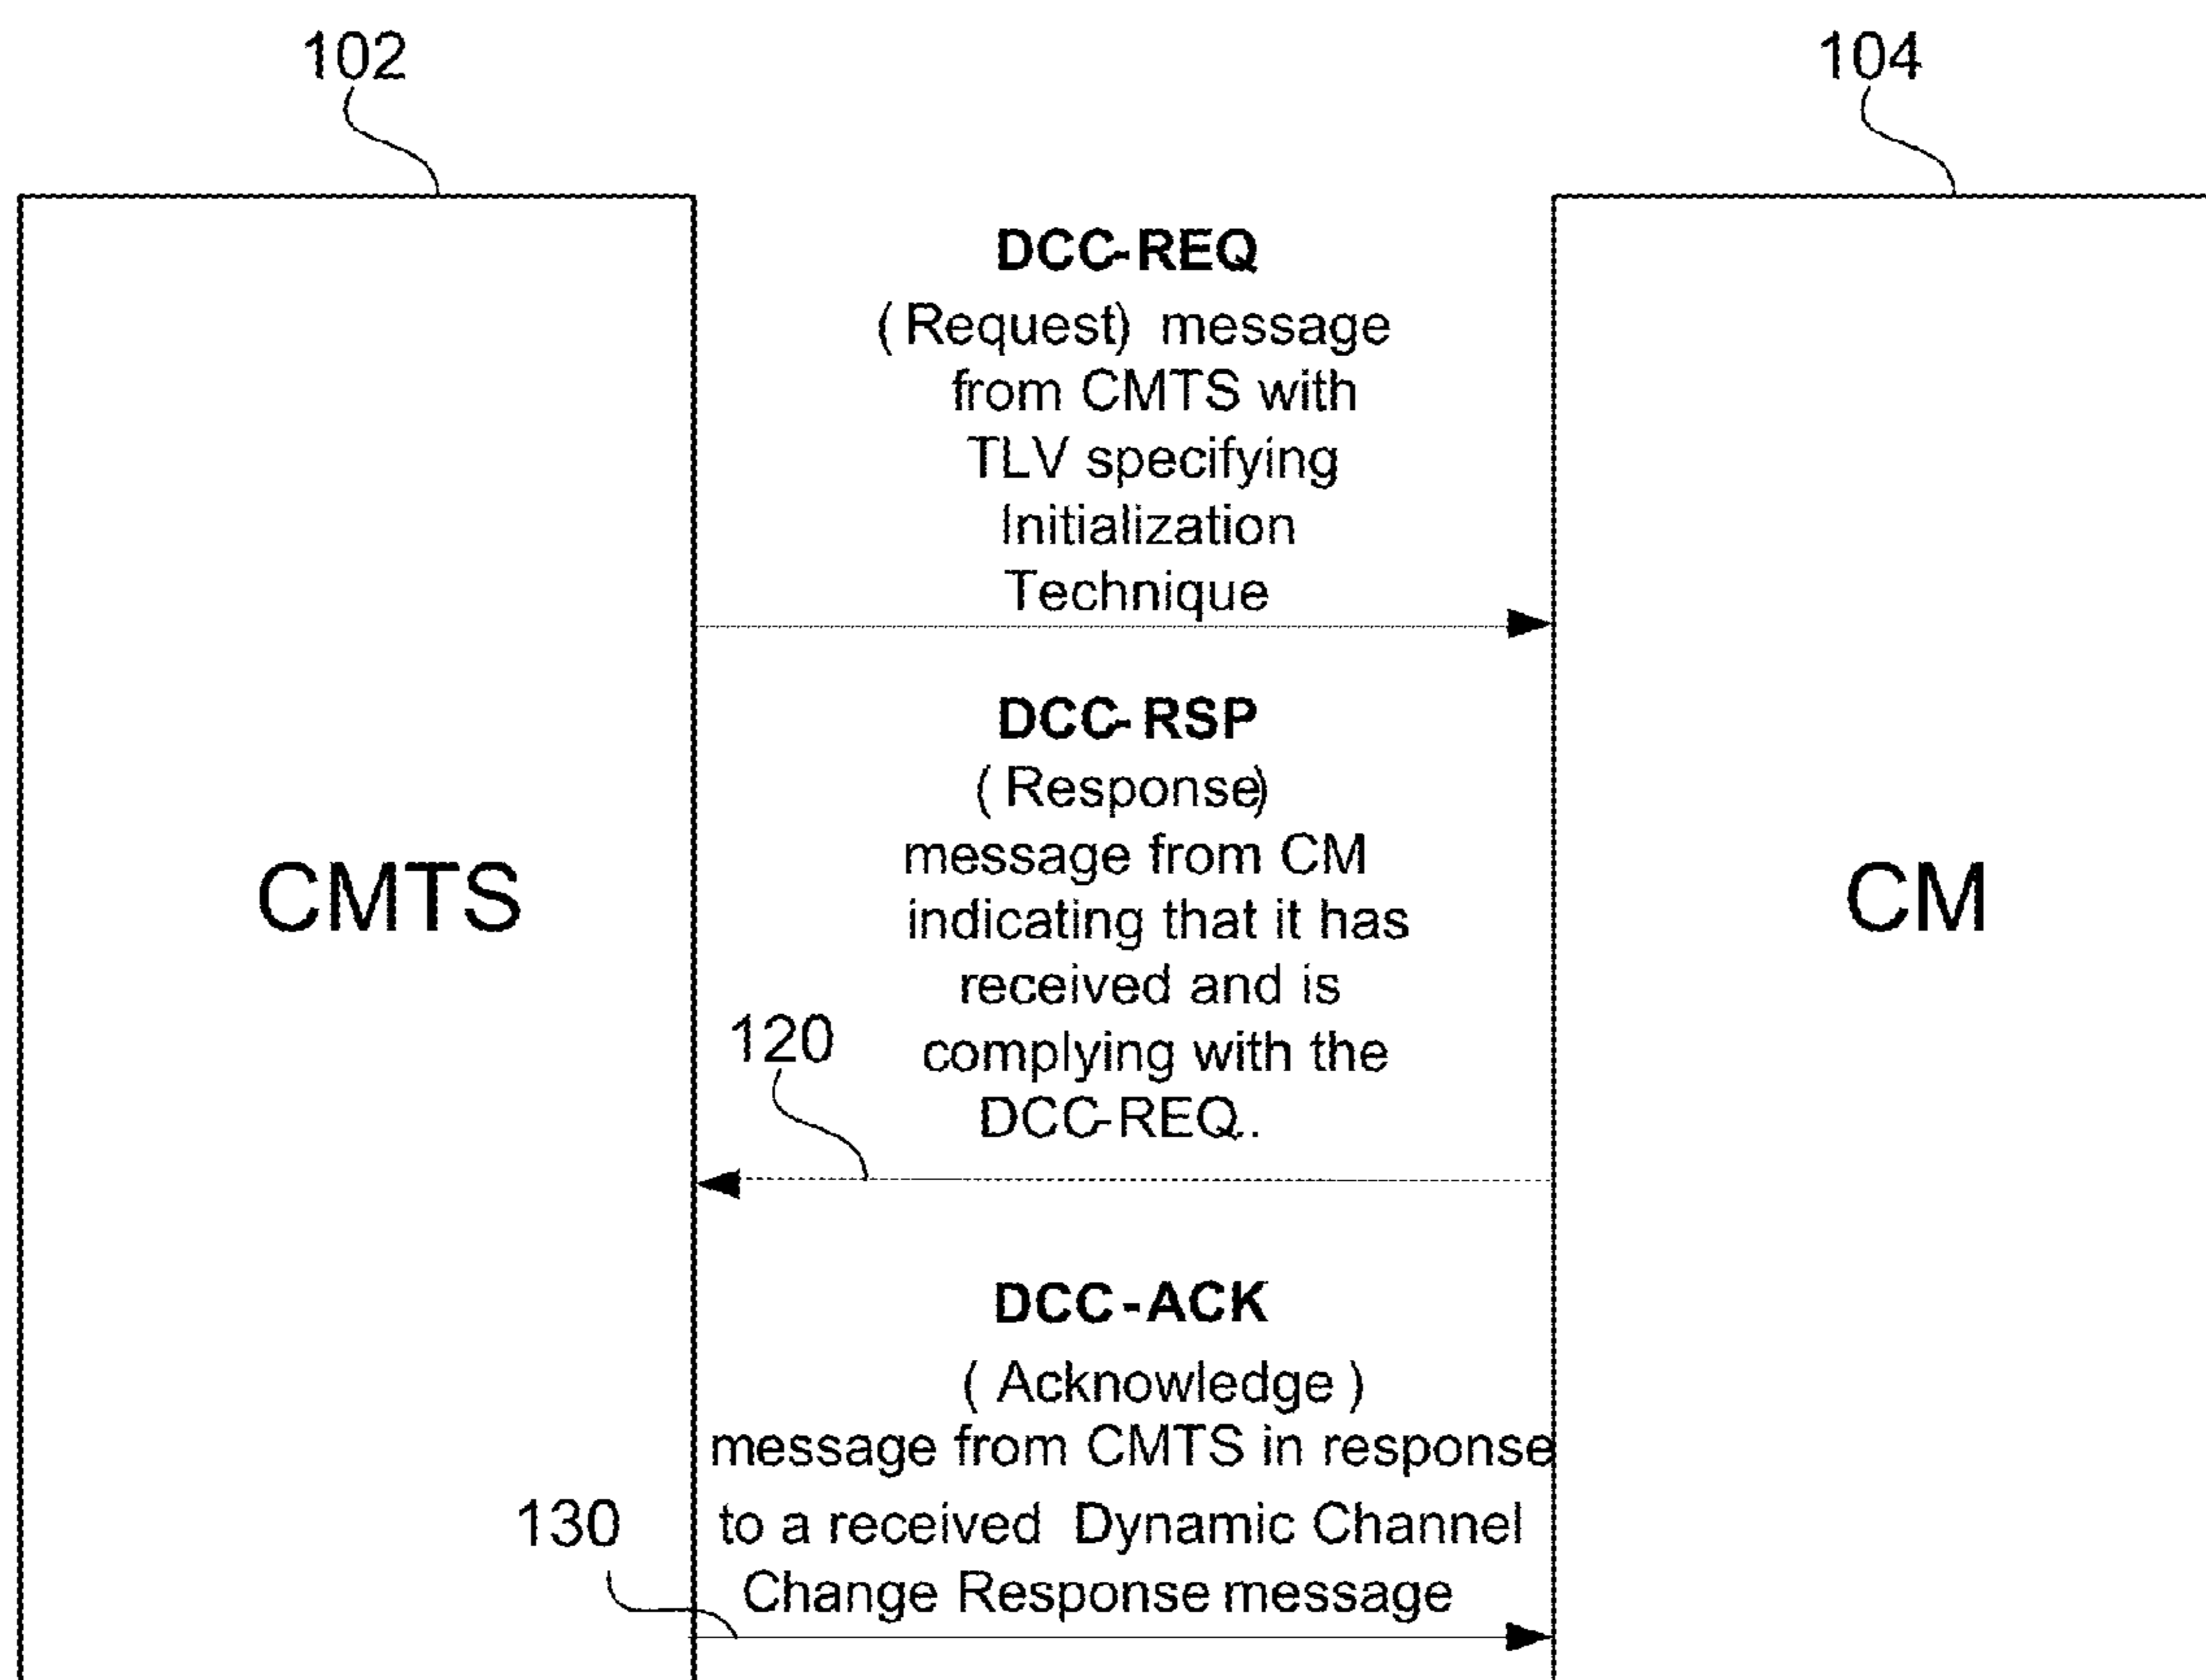 102
104
DCC-REQ
( Request) message
from CMTS with
TLV specifying
Initialization
Technique
DCC-RSP
( Response)
message from CM
indicating that it has
received and is
complying with the
DCC-REQ..
120
CMTS
CM
DCC-ACK
( Acknowledge )
message from CMTS in response
to a received Dynamic Channel
Change Response message
130